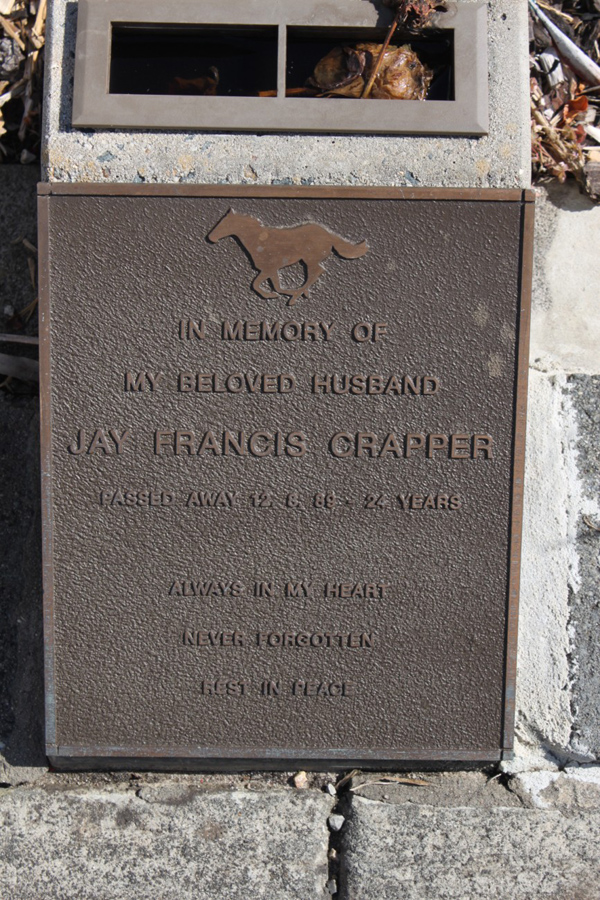 IN MEMORY OF
MY BELOVED HUSBAND
JAY FRANCIS CRAPPER
PASSED AWAY 12. 6. 89 - 24 YEARS
ALWAYS IN MY HEART
NEVER FORGOTTEN
REST IN PEACE